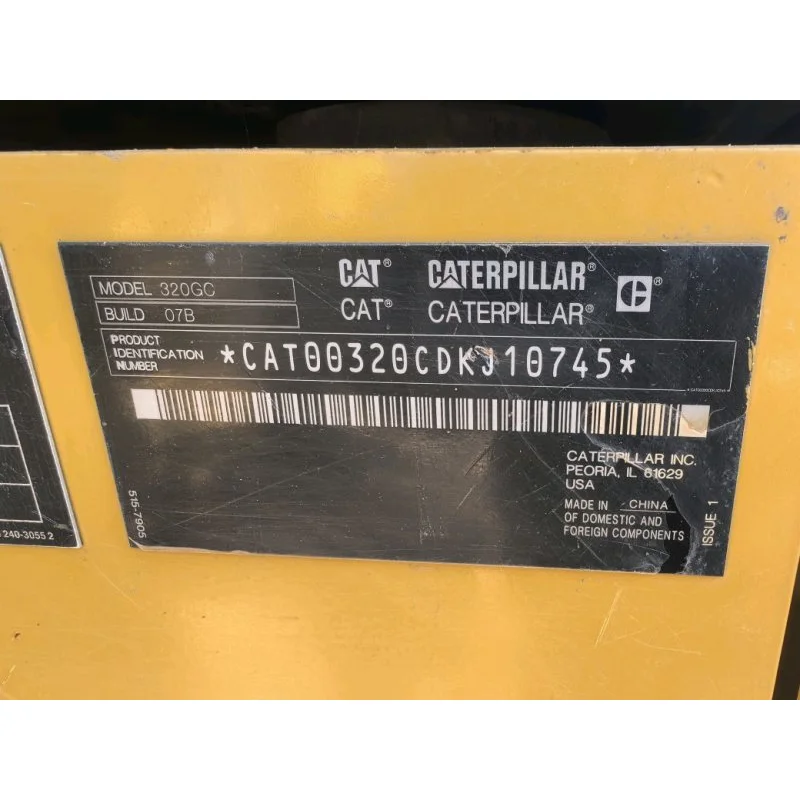 CAT® CATERPILLAR®
CAT® CATERPILLAR®
MODEL 320GC
BUILD 07B
PRODUCT
IDENTIFICATION
NUMBER
*CAT00320CDKJ10745*
CATERPILLAR INC.
PEORIA, IL 61629
USA
MADE IN CHINA
OF DOMESTIC AND
FOREIGN COMPONENTS
ISSUE 1
515-7905
240-3055 2